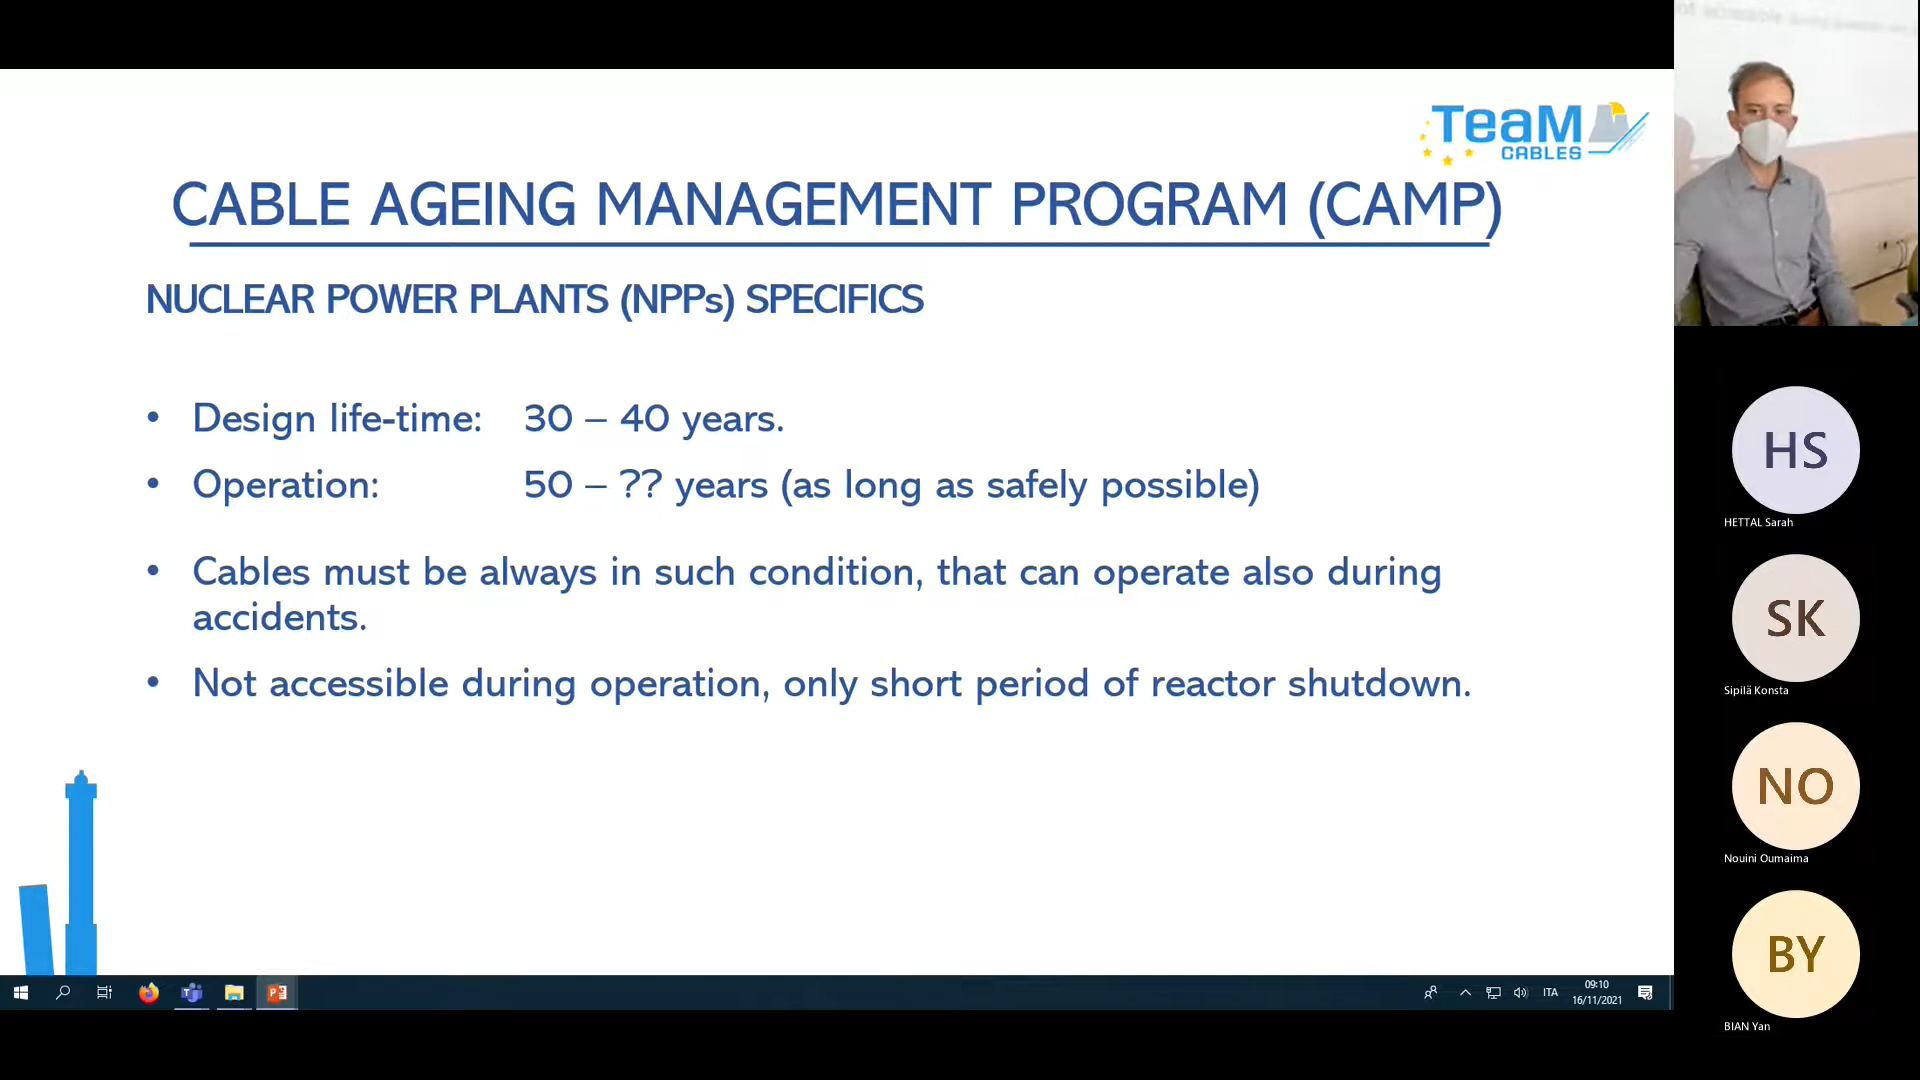 TeaM
CABLES
CABLE AGEING MANAGEMENT PROGRAM (CAMP)
NUCLEAR POWER PLANTS (NPPs) SPECIFICS
• Design life-time: 30 – 40 years.
• Operation: 50 – ?? years (as long as safely possible)
• Cables must be always in such condition, that can operate also during
accidents.
• Not accessible during operation, only short period of reactor shutdown.
HS
HETTAL Sarah
SK
Sipilä Konsta
NO
Nouini Oumaima
BY
BIAN Yan
ITA
09:10
16/11/2021